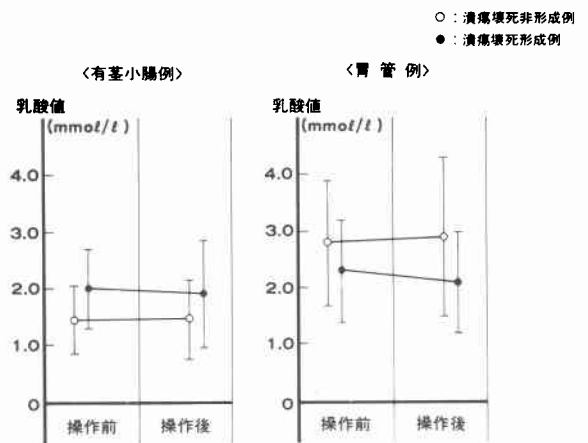 ○：潰瘍壊死非形成例
●：潰瘍壊死形成例
〈有茎小腸例〉
乳酸値
(mmol/l)
4.0
3.0
2.0
1.0
0
操作前
操作後
〈胃管例〉
乳酸値
(mmol/l)
4.0
3.0
2.0
1.0
0
操作前
操作後